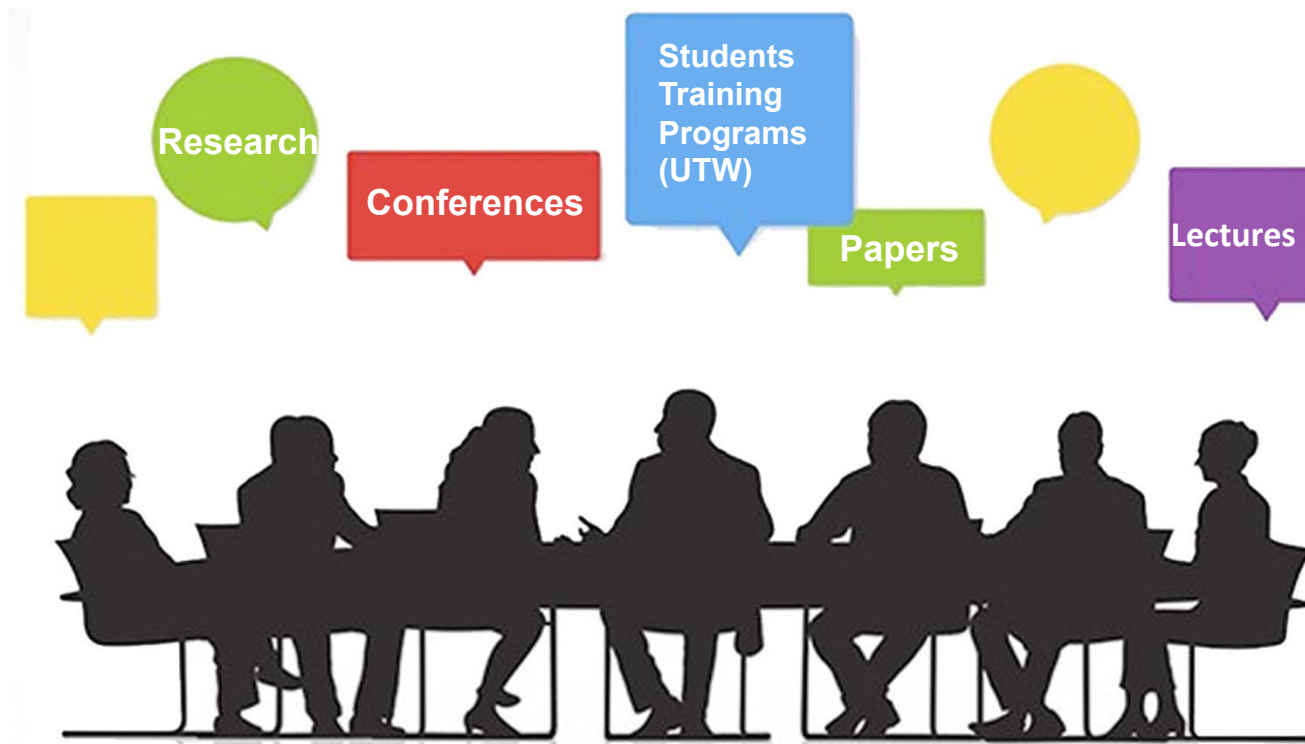 Research
Conferences
Students
Training
Programs
(UTW)
Papers
Lectures